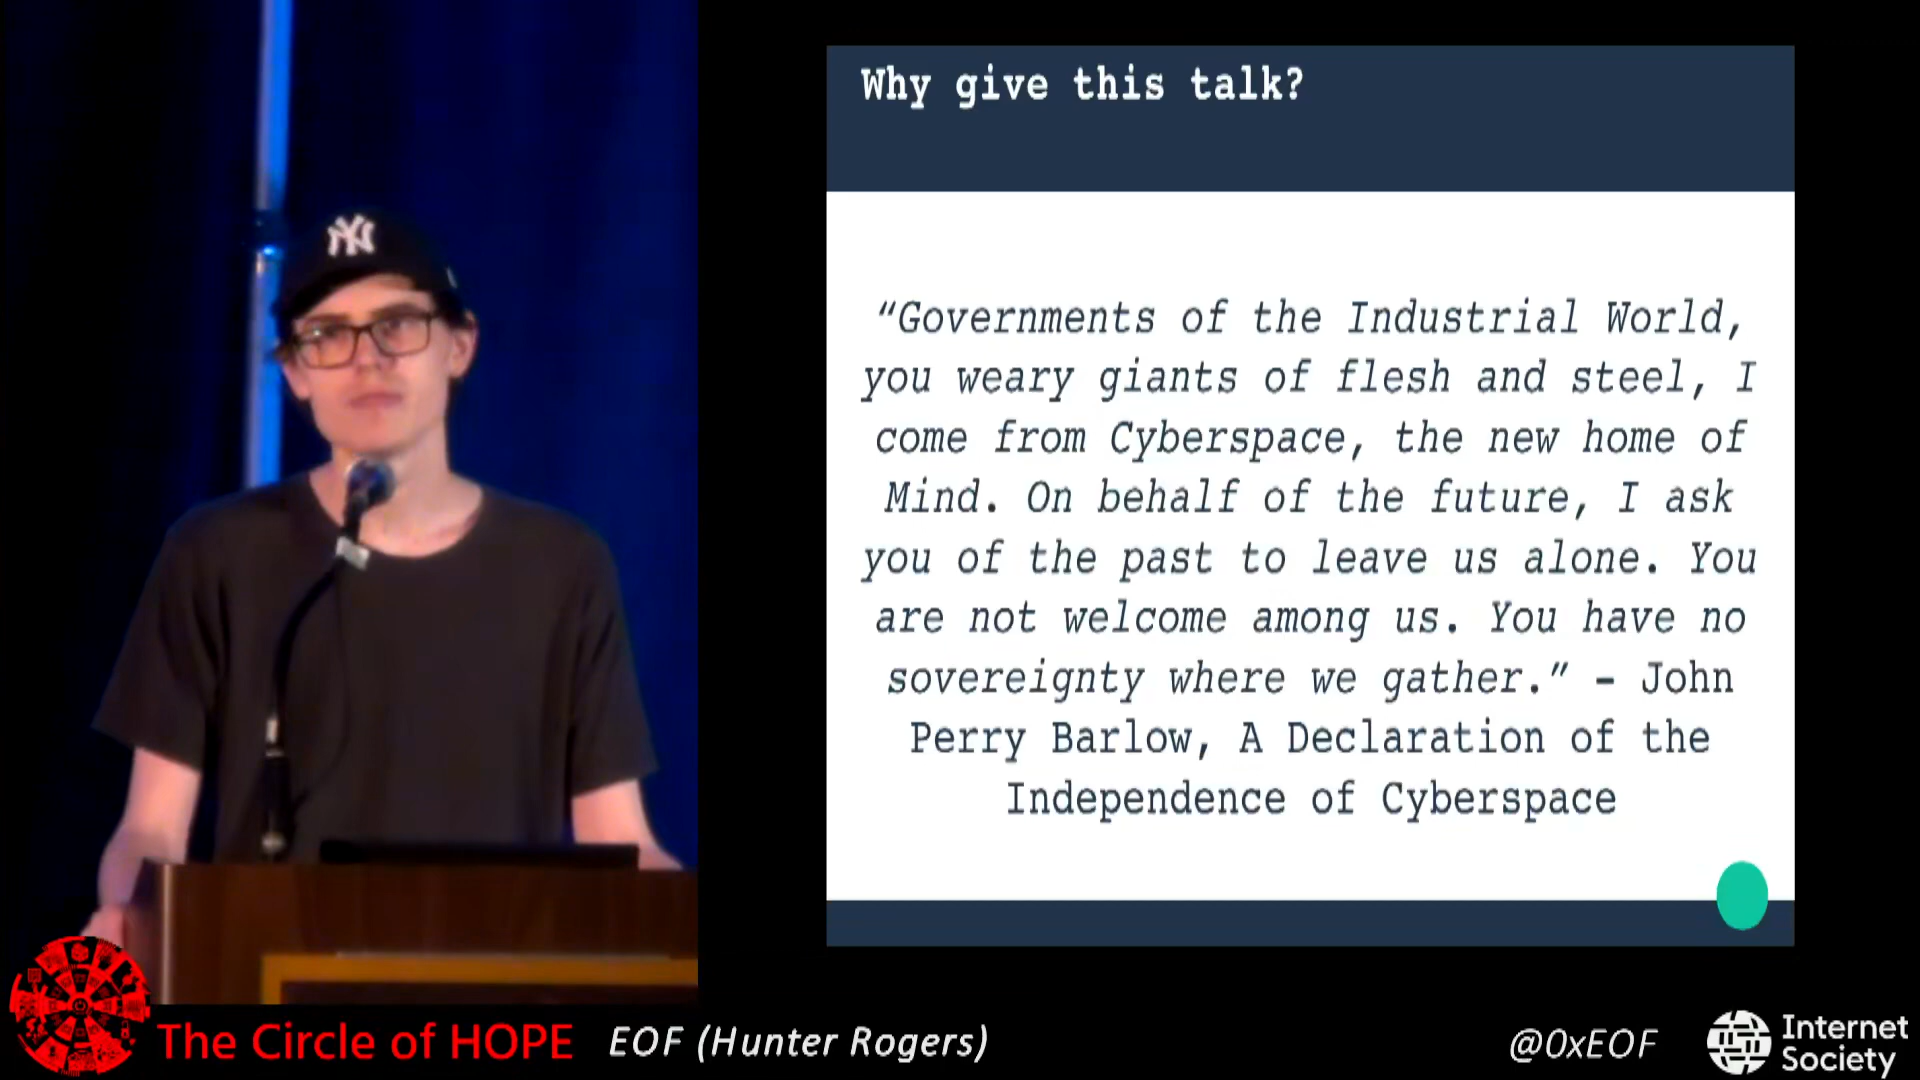 NY
Why give this talk?
“Governments of the Industrial World,
you weary giants of flesh and steel, I
come from Cyberspace, the new home of
Mind. On behalf of the future, I ask
you of the past to leave us alone. You
are not welcome among us. You have no
sovereignty where we gather.” – John
Perry Barlow, A Declaration of the
Independence of Cyberspace
The Circle of HOPE
EOF (Hunter Rogers)
@0xEOF
Internet
Society